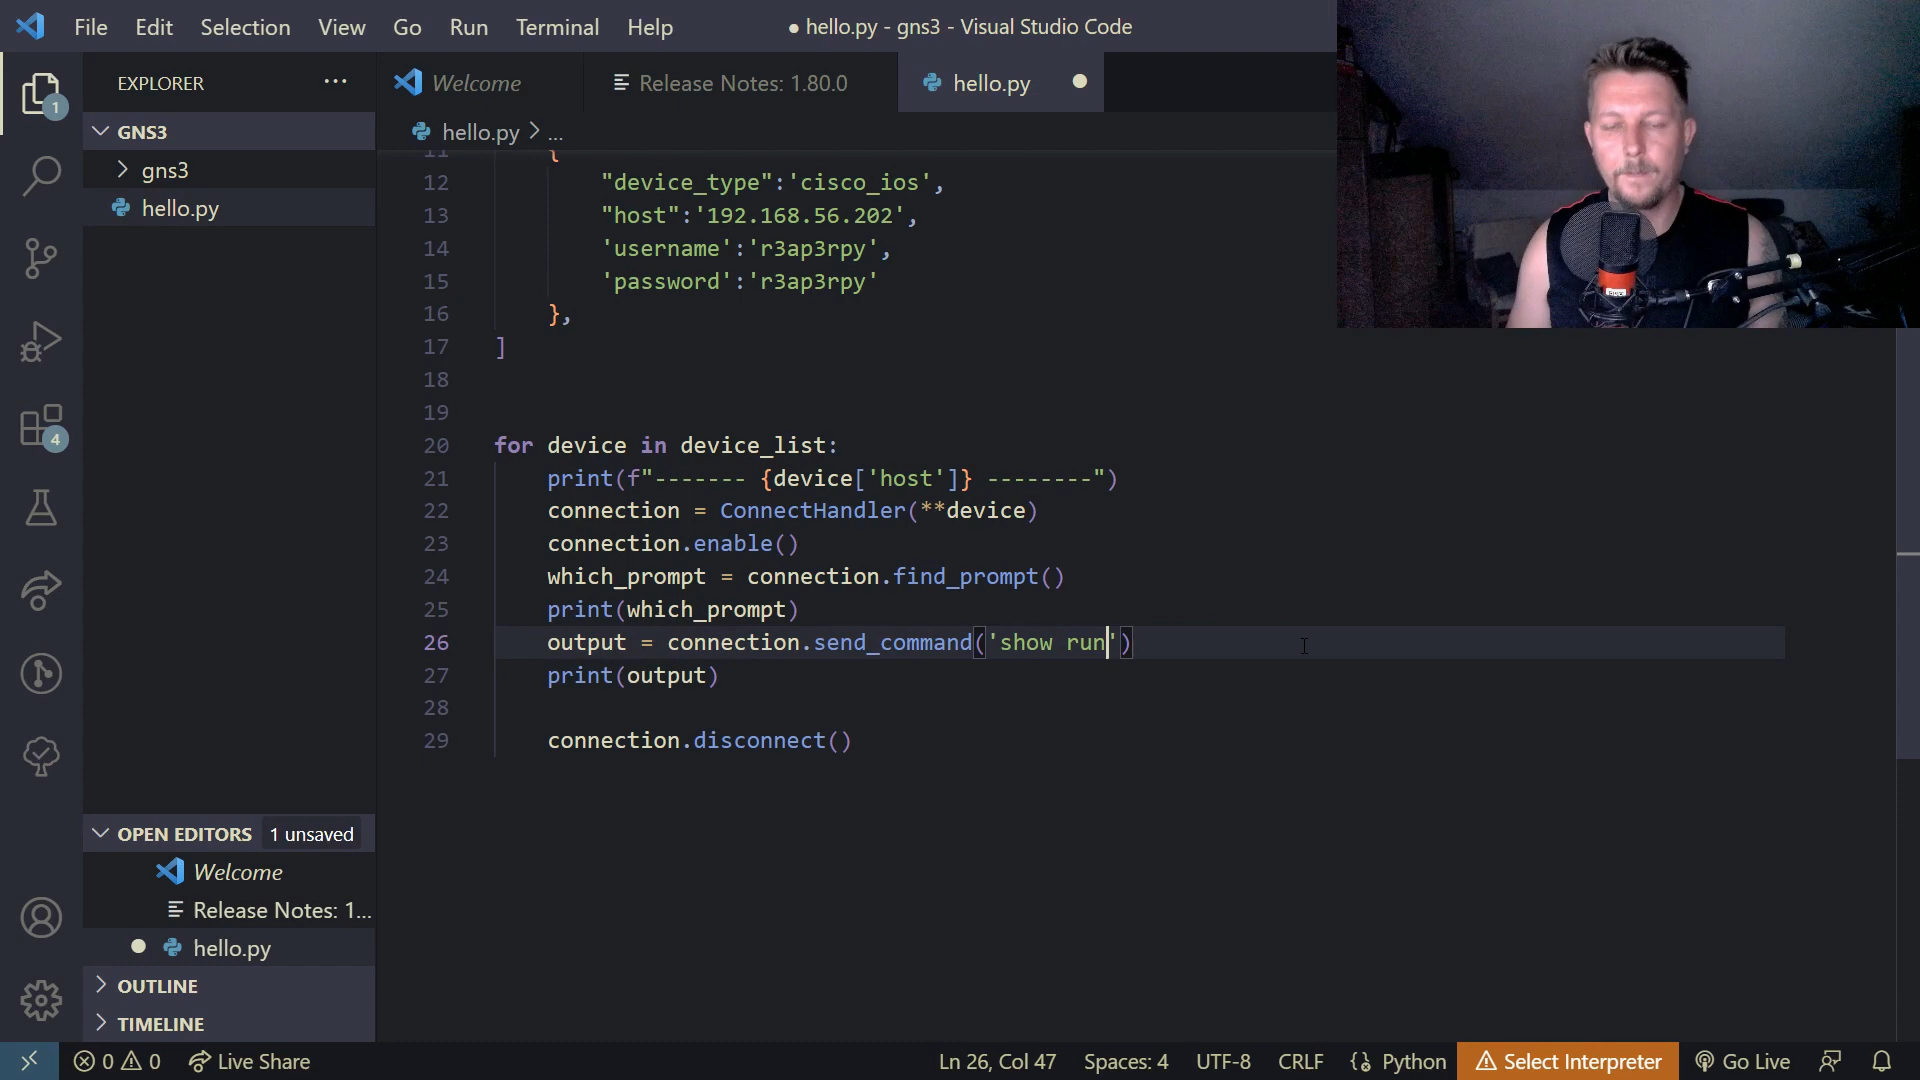 File Edit Selection View Go Run Terminal Help
● hello.py - gns3 - Visual Studio Code
EXPLORER ...
Welcome
Release Notes: 1.80.0
hello.py
GNS3
gns3
hello.py
hello.py > ...
11 {
12 "device_type":'cisco_ios',
13 "host":'192.168.56.202',
14 'username':'r3ap3rpy',
15 'password':'r3ap3rpy'
16 },
17 ]
18
19
20 for device in device_list:
21 print(f"------- {device['host']} --------")
22 connection = ConnectHandler(**device)
23 connection.enable()
24 which_prompt = connection.find_prompt()
25 print(which_prompt)
26 output = connection.send_command('show run')
27 print(output)
28
29 connection.disconnect()
1
4
OPEN EDITORS 1 unsaved
Welcome
Release Notes: 1...
hello.py
OUTLINE
TIMELINE
0 0 Live Share
Ln 26, Col 47 Spaces: 4 UTF-8 CRLF {} Python Select Interpreter Go Live